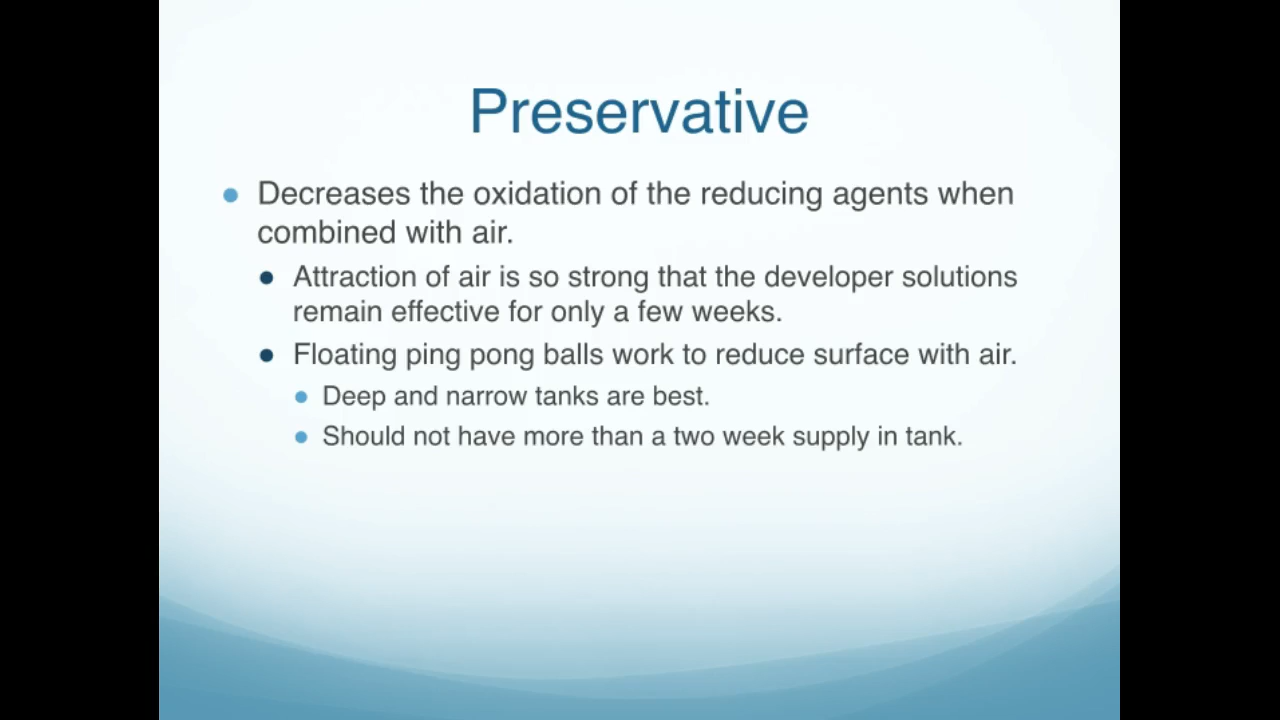 Preservative
Decreases the oxidation of the reducing agents when
combined with air.
Attraction of air is so strong that the developer solutions
remain effective for only a few weeks.
Floating ping pong balls work to reduce surface with air.
Deep and narrow tanks are best.
Should not have more than a two week supply in tank.